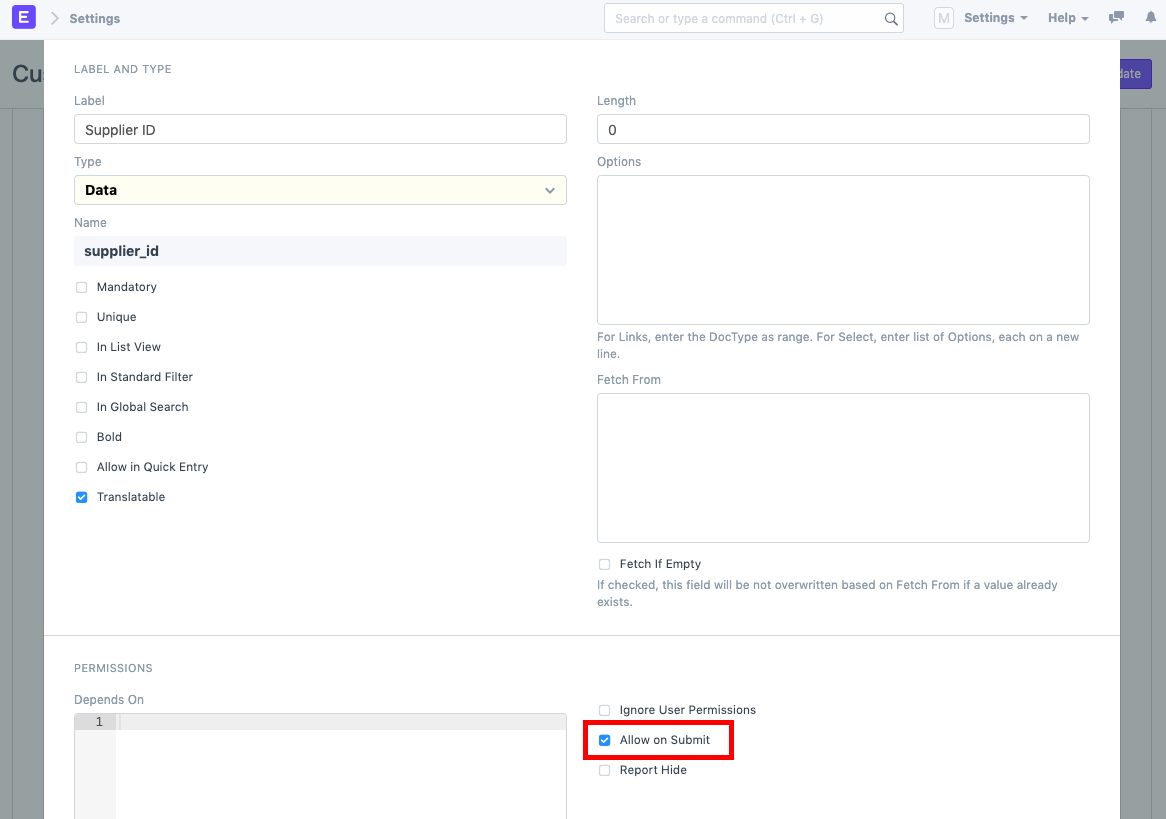 E
Settings
Search or type a command (Ctrl + G)
M
Settings
Help
Cu
date
LABEL AND TYPE
Label
Supplier ID
Type
Data
Name
supplier_id
Mandatory
Unique
In List View
In Standard Filter
In Global Search
Bold
Allow in Quick Entry
Translatable
Length
0
Options
For Links, enter the DocType as range. For Select, enter list of Options, each on a new
line.
Fetch From
Fetch If Empty
If checked, this field will be not overwritten based on Fetch From if a value already
exists.
PERMISSIONS
Depends On
1
Ignore User Permissions
Allow on Submit
Report Hide